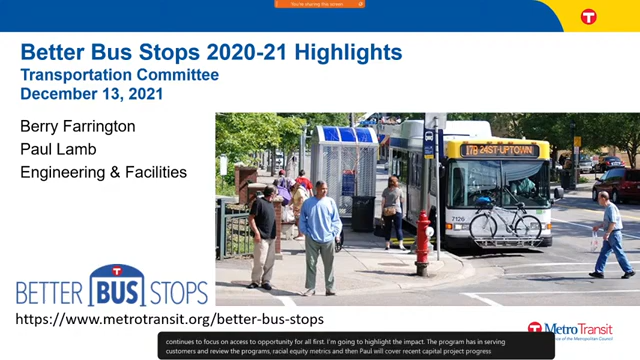 You're sharing this screen
T
Better Bus Stops 2020-21 Highlights
Transportation Committee
December 13, 2021
Berry Farrington
Paul Lamb
Engineering & Facilities
17B 24ST-UPTOWN
7126
T
BETTER BUS STOPS
https://www.metrotransit.org/better-bus-stops
T MetroTransit
continues to focus on access to opportunity for all first. I'm going to highlight the impact. The program has in serving
customers and review the programs, racial equity metrics and then Paul will cover recent capital project progress